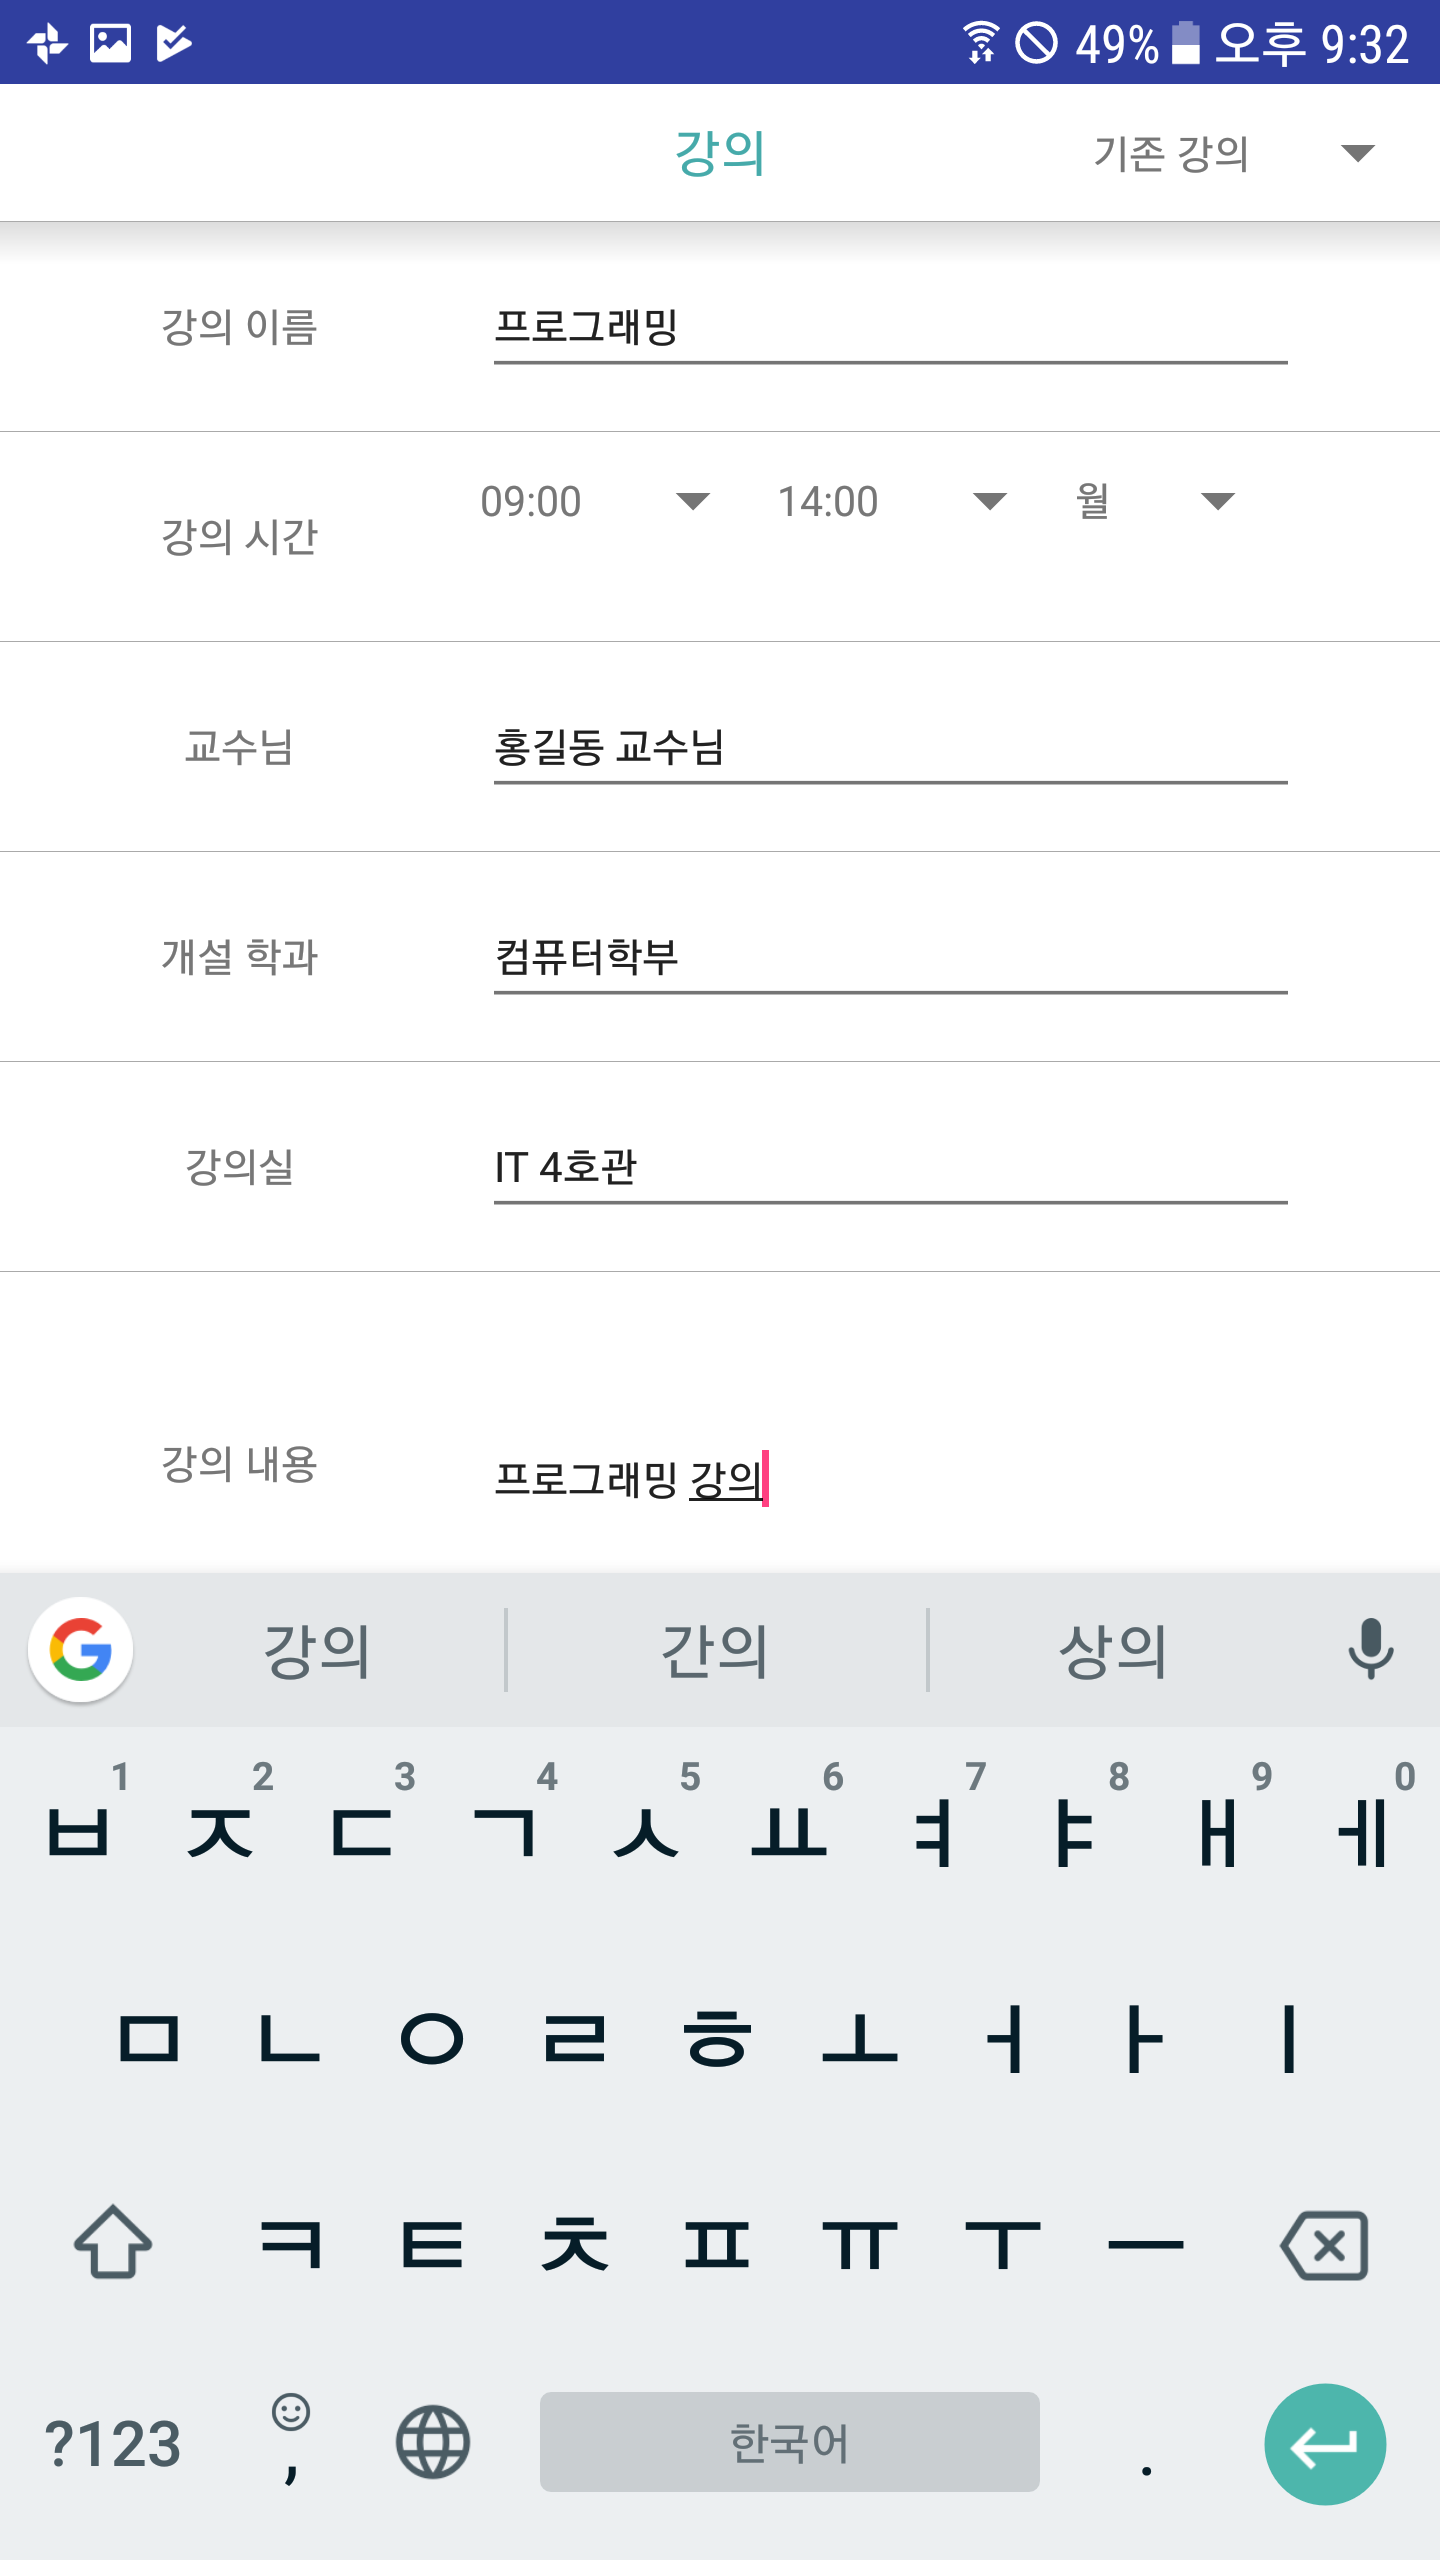 49% 오후 9:32
강의 기존 강의
강의 이름 프로그래밍
강의 시간 09:00 14:00 월
교수님 홍길동 교수님
개설 학과 컴퓨터학부
강의실 IT 4호관
강의 내용 프로그래밍 강의
강의 간의 상의
1 2 3 4 5 6 7 8 9 0
ㅂ ㅈ ㄷ ㄱ ㅅ ㅛ ㅕ ㅑ ㅐ ㅔ
ㅁ ㄴ ㅇ ㄹ ㅎ ㅗ ㅓ ㅏ ㅣ
ㅋ ㅌ ㅊ ㅍ ㅠ ㅜ ㅡ
?123 , 한국어 .